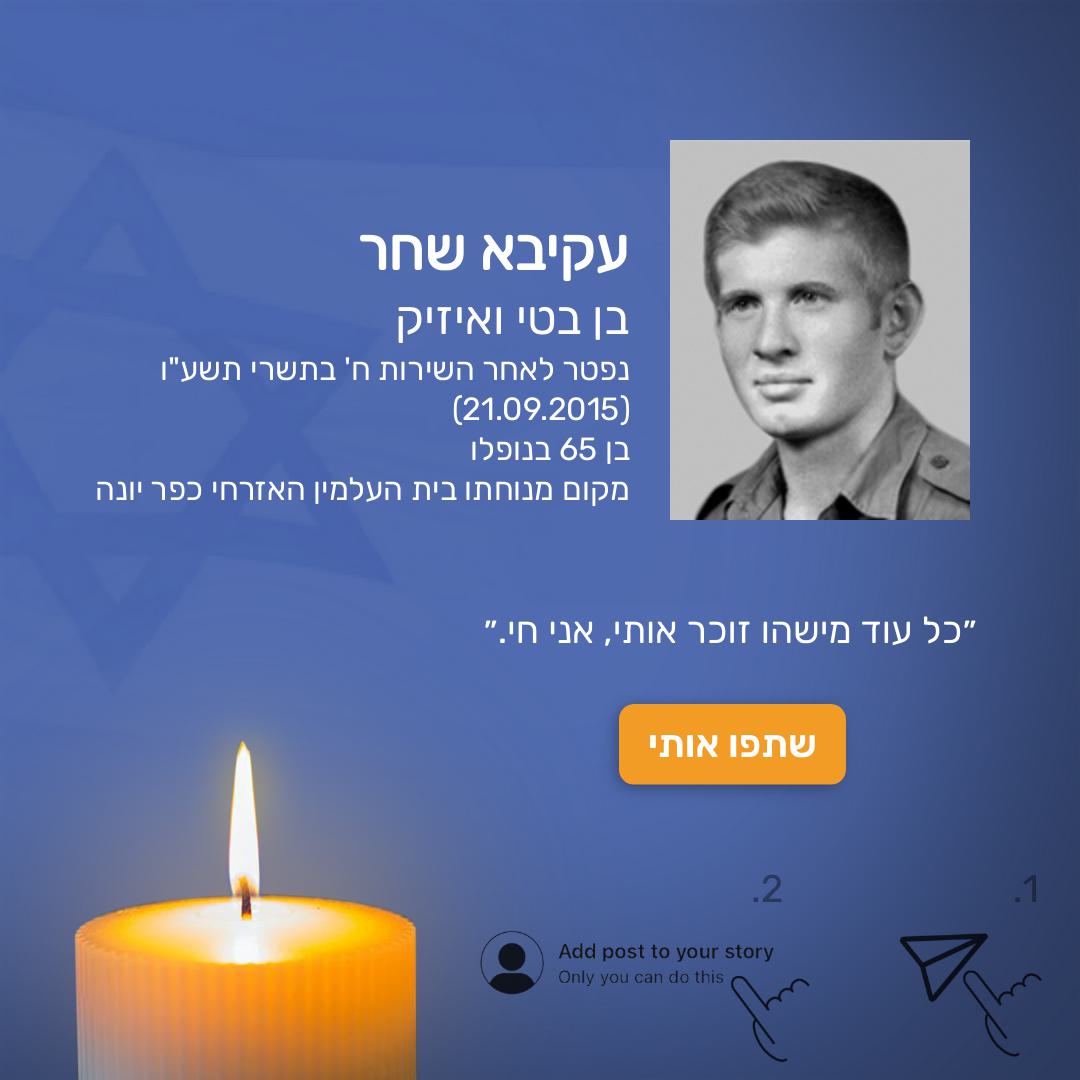 עקיבא שחר
בן בטי ואיזיק
נפטר לאחר השירות ח' בתשרי תשע"ו
(21.09.2015)
בן 65 בנופלו
מקום מנוחתו בית העלמין האזרחי כפר יונה
״כל עוד מישהו זוכר אותי, אני חי.״
שתפו אותי
1.
2.
Add post to your story
Only you can do this